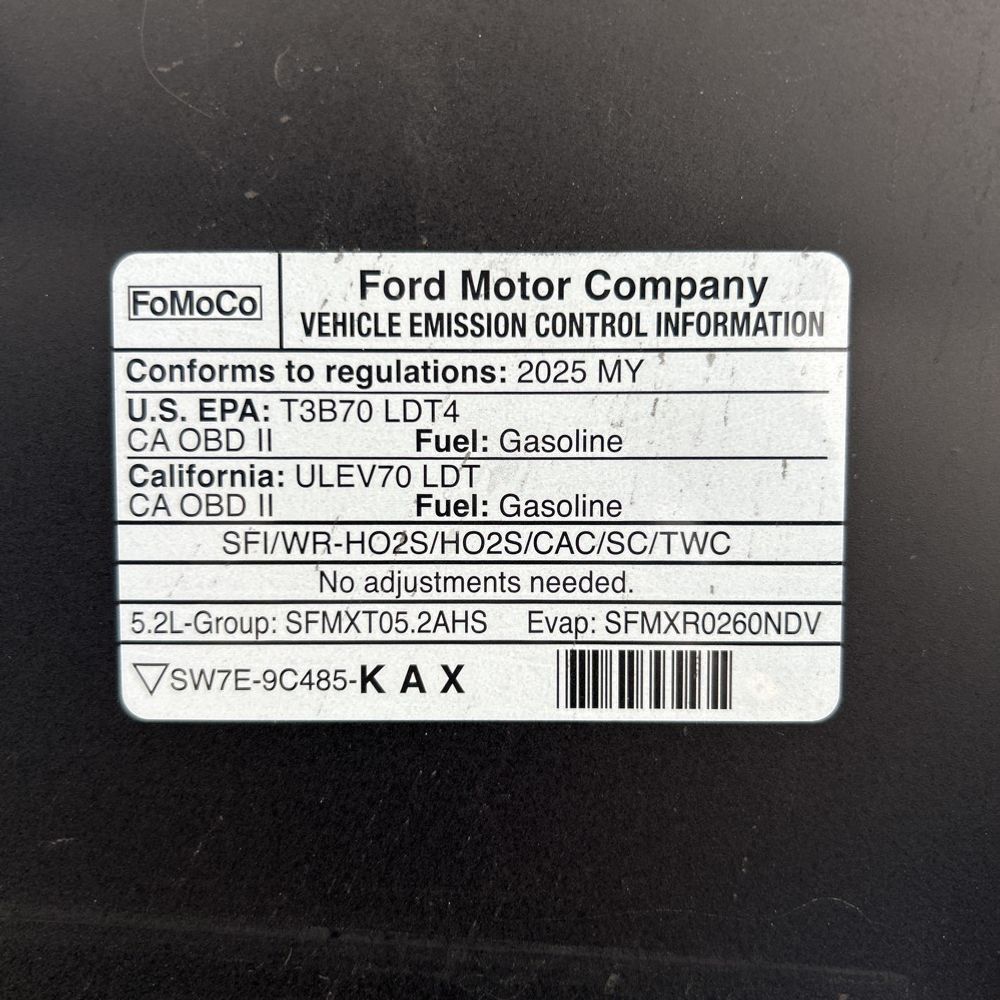 FoMoCo
Ford Motor Company
VEHICLE EMISSION CONTROL INFORMATION
Conforms to regulations: 2025 MY
U.S. EPA: T3B70 LDT4
CA OBD II Fuel: Gasoline
California: ULEV70 LDT
CA OBD II Fuel: Gasoline
SFI/WR-HO2S/HO2S/CAC/SC/TWC
No adjustments needed.
5.2L-Group: SFMXT05.2AHS Evap: SFMXR0260NDV
SW7E-9C485-K A X